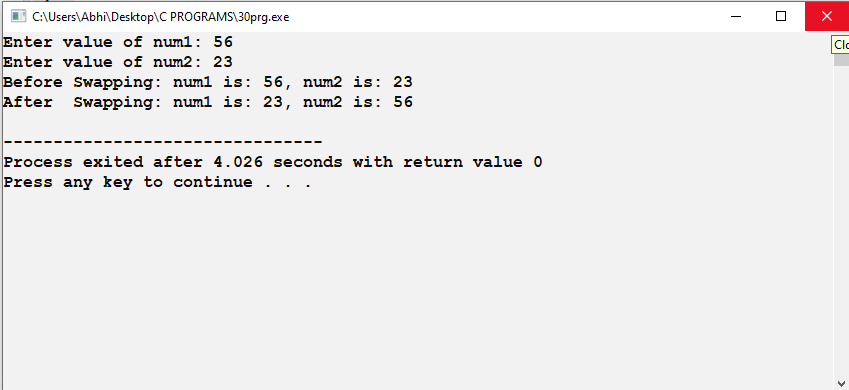 C:\Users\Abhi\Desktop\C PROGRAMS\30prg.exe
Clo
Enter value of num1: 56
Enter value of num2: 23
Before Swapping: num1 is: 56, num2 is: 23
After  Swapping: num1 is: 23, num2 is: 56
--------------------------------
Process exited after 4.026 seconds with return value 0
Press any key to continue . . .